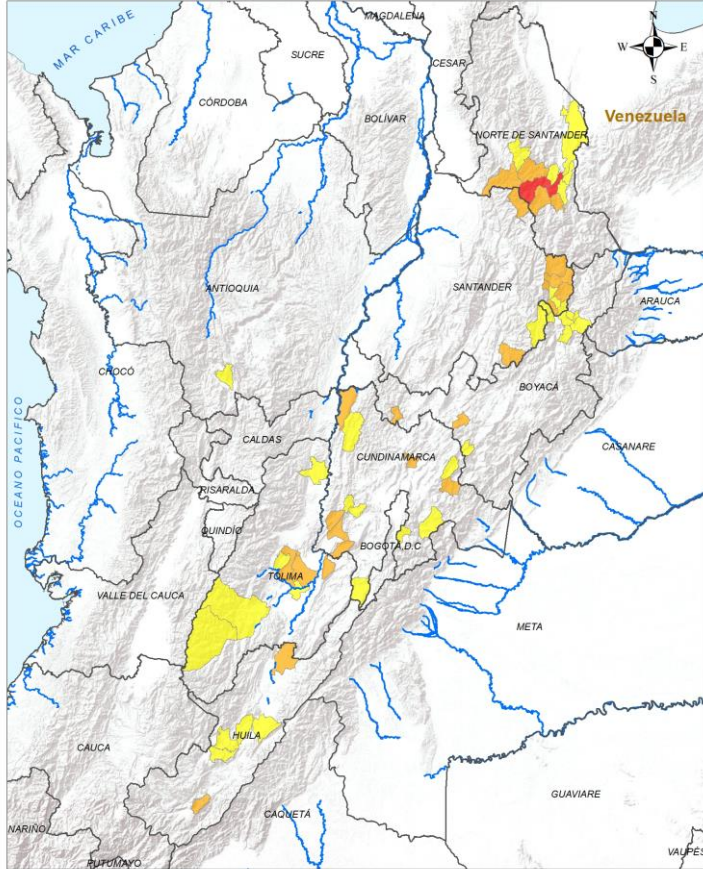 MAGDALENA
MAR CARIBE
N
W
E
S
SUCRE
CESAR
CÓRDOBA
BOLÍVAR
Venezuela
NORTE DE SANTANDER
ANTIOQUIA
SANTANDER
ARAUCA
CHOCÓ
BOYACÁ
OCEANO PACIFICO
CALDAS
CUNDINAMARCA
CASANARE
RISARALDA
QUINDÍO
BOGOTÁ, D.C
TOLIMA
VALLE DEL CAUCA
META
HUILA
CAUCA
GUAVIARE
CAQUETÁ
NARIÑO
VAUPÉS
PUTUMAYO